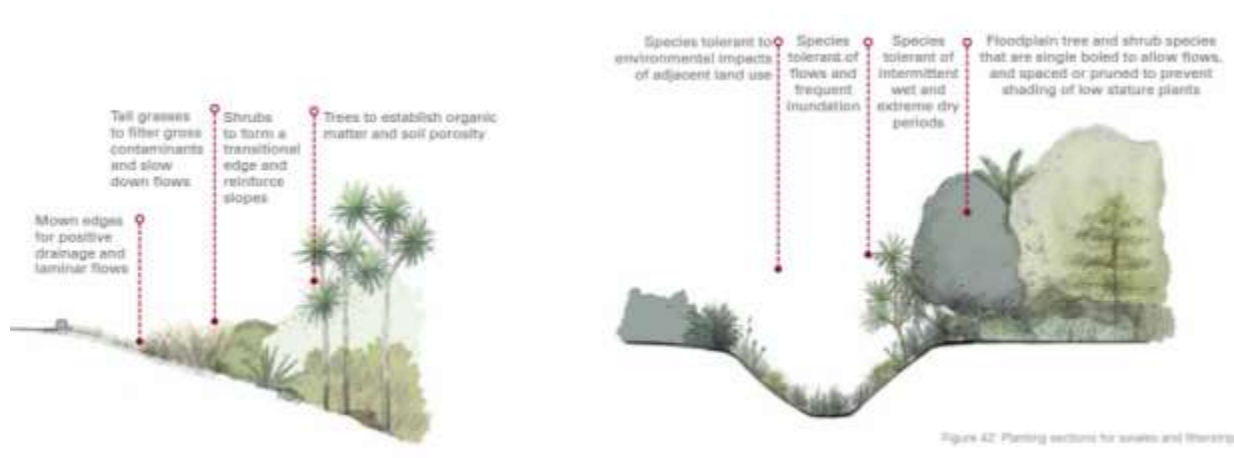 Mown edges
for positive
drainage and
laminar flows
Tall grasses
to filter gross
contaminants
and slow
down flows
Shrubs
to form a
transitional
edge and
reinforce
slopes
Trees to establish organic
matter and soil porosity
Species tolerant to
environmental impacts
of adjacent land use
Species
tolerant of
flows and
frequent
inundation
Species
tolerant of
intermittent
wet and
extreme dry
periods
Floodplain tree and shrub species
that are single boled to allow flows,
and spaced or pruned to prevent
shading of low stature plants
Figure 42: Planting sections for swales and filterstrip